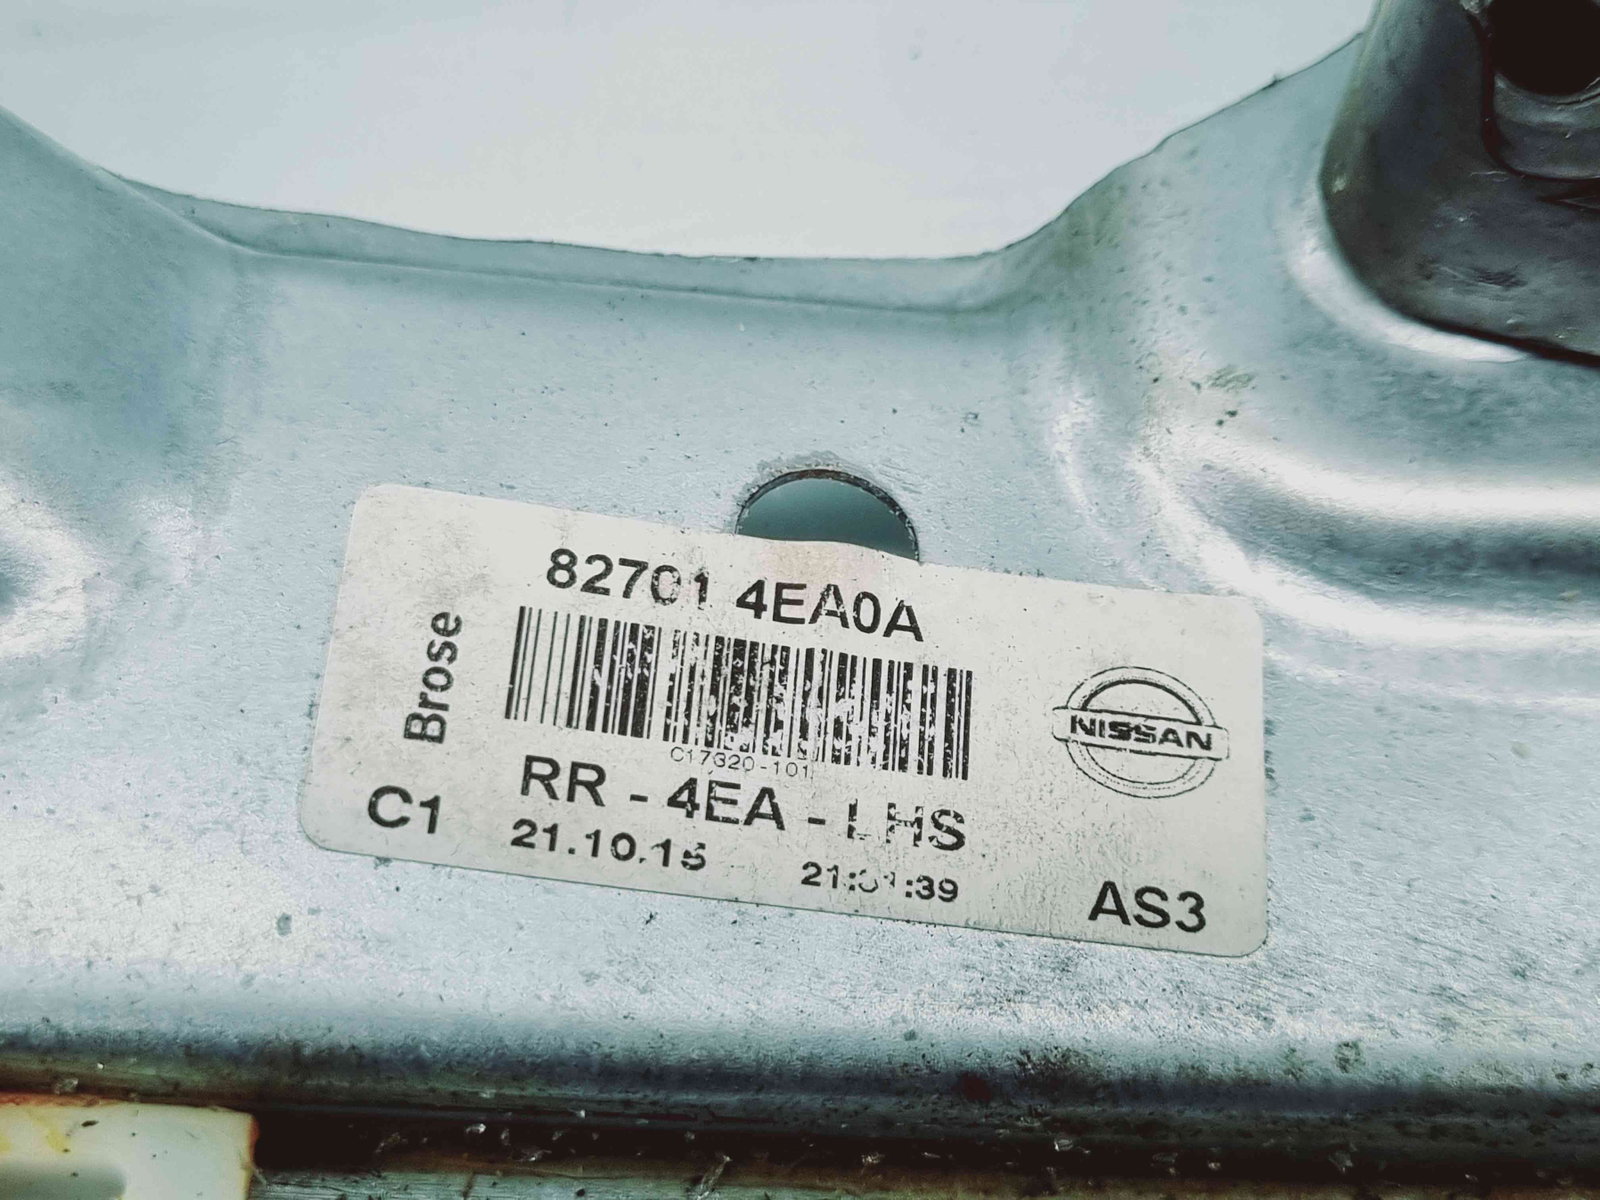 82701 4EA0A
Brose
C17320-101
NISSAN
RR - 4EA - LHS
C1
21.10.15
AS3